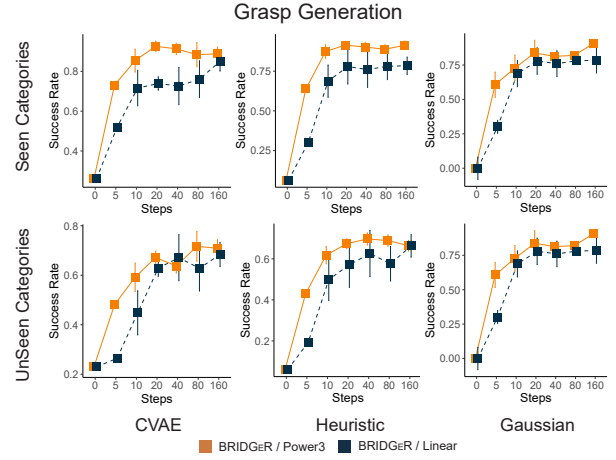 Grasp Generation
Seen Categories
Success Rate
0.8
0.6
0.4
0 5 10 20 40 80 160
Steps
Success Rate
0.75
0.50
0.25
0 5 10 20 40 80 160
Steps
Success Rate
0.75
0.50
0.25
0.00
0 5 10 20 40 80 160
Steps
UnSeen Categories
Success Rate
0.8
0.6
0.4
0.2
0 5 10 20 40 80 160
Steps
Success Rate
0.6
0.4
0.2
0 5 10 20 40 80 160
Steps
Success Rate
0.75
0.50
0.25
0.00
0 5 10 20 40 80 160
Steps
CVAE
Heuristic
Gaussian
BRIDGER / Power3
BRIDGER / Linear